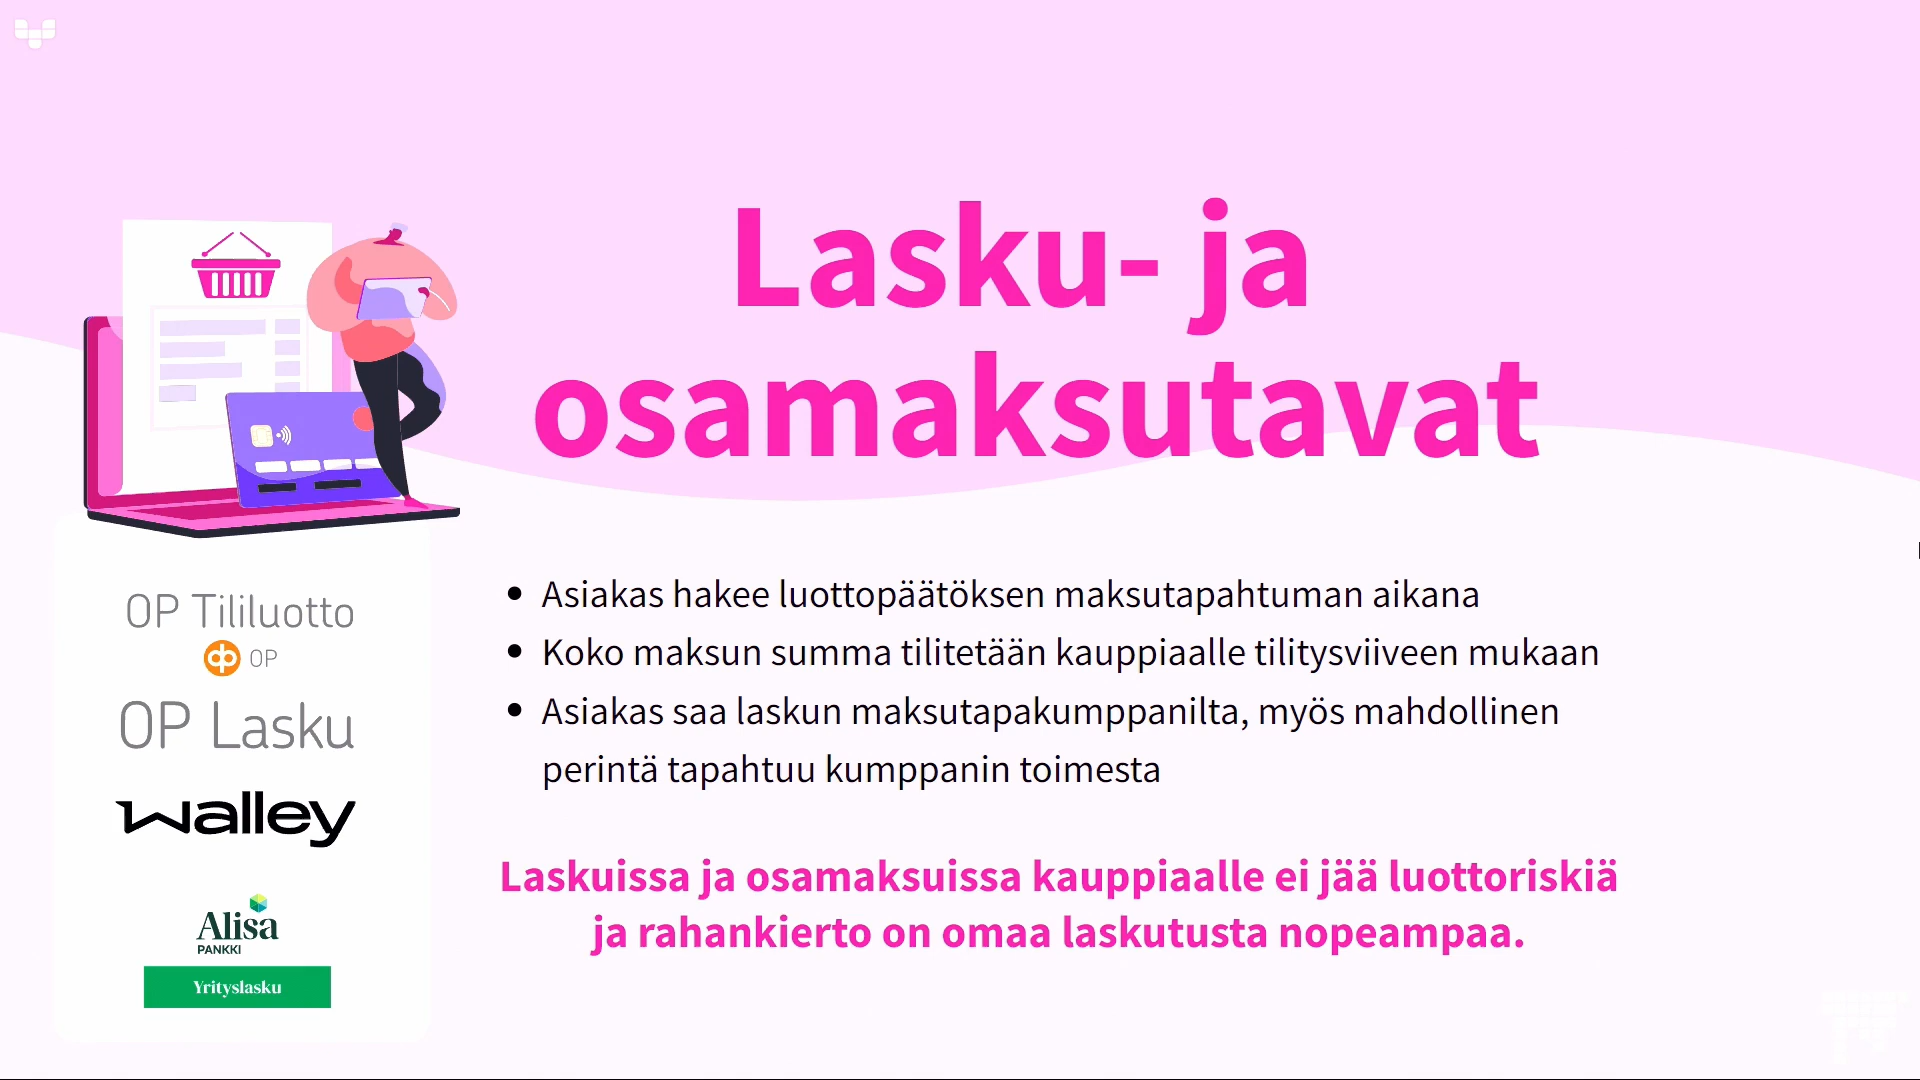 Lasku- ja
osamaksutavat
OP Tililuotto
OP
OP Lasku
walley
Alisa
PANKKI
Yrityslasku
• Asiakas hakee luottopäätöksen maksutapahtuman aikana
• Koko maksun summa tilitetään kauppiaalle tilitysviiveen mukaan
• Asiakas saa laskun maksutapakumppanilta, myös mahdollinen
perintä tapahtuu kumppanin toimesta
Laskuissa ja osamaksuissa kauppiaalle ei jää luottoriskiä
ja rahankierto on omaa laskutusta nopeampaa.